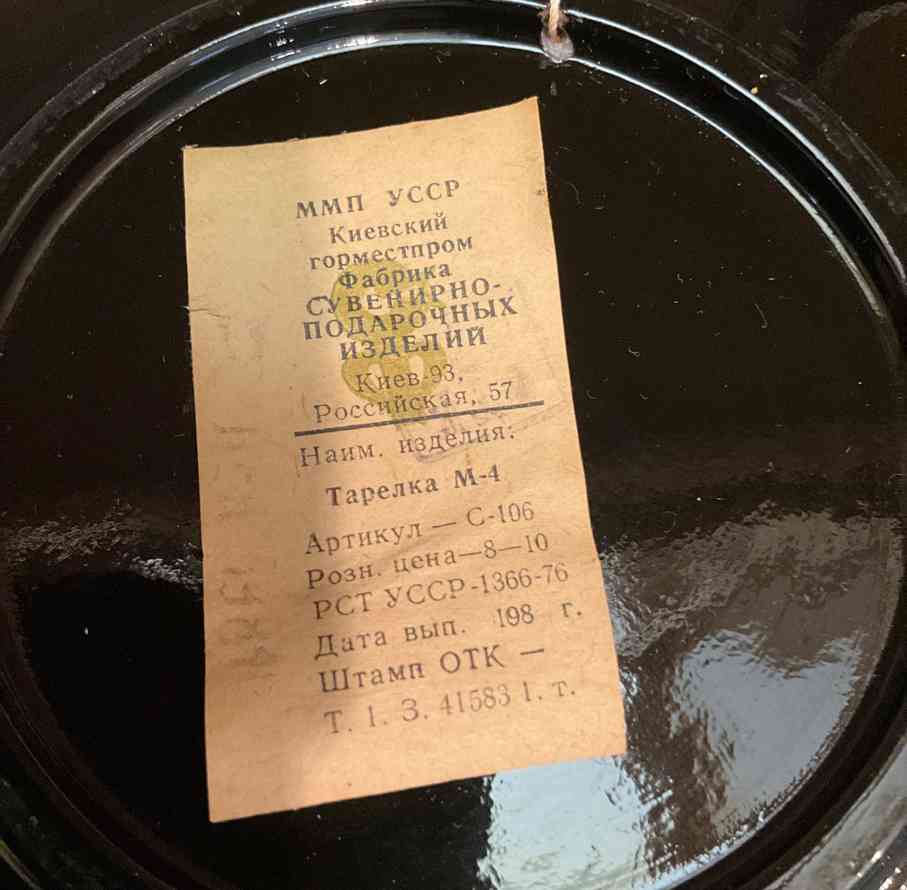 ММП УССР
Киевский
горместпром
Фабрика
СУВЕНИРНО-
ПОДАРОЧНЫХ
ИЗДЕЛИЙ
Киев-93,
Российская, 57
Наим. изделия:
Тарелка М-4
Артикул — С-106
Розн. цена—8—10
РСТ УССР-1366-76
Дата вып. 198 г.
Штамп ОТК —
Т. 1. З. 41583 1. т.